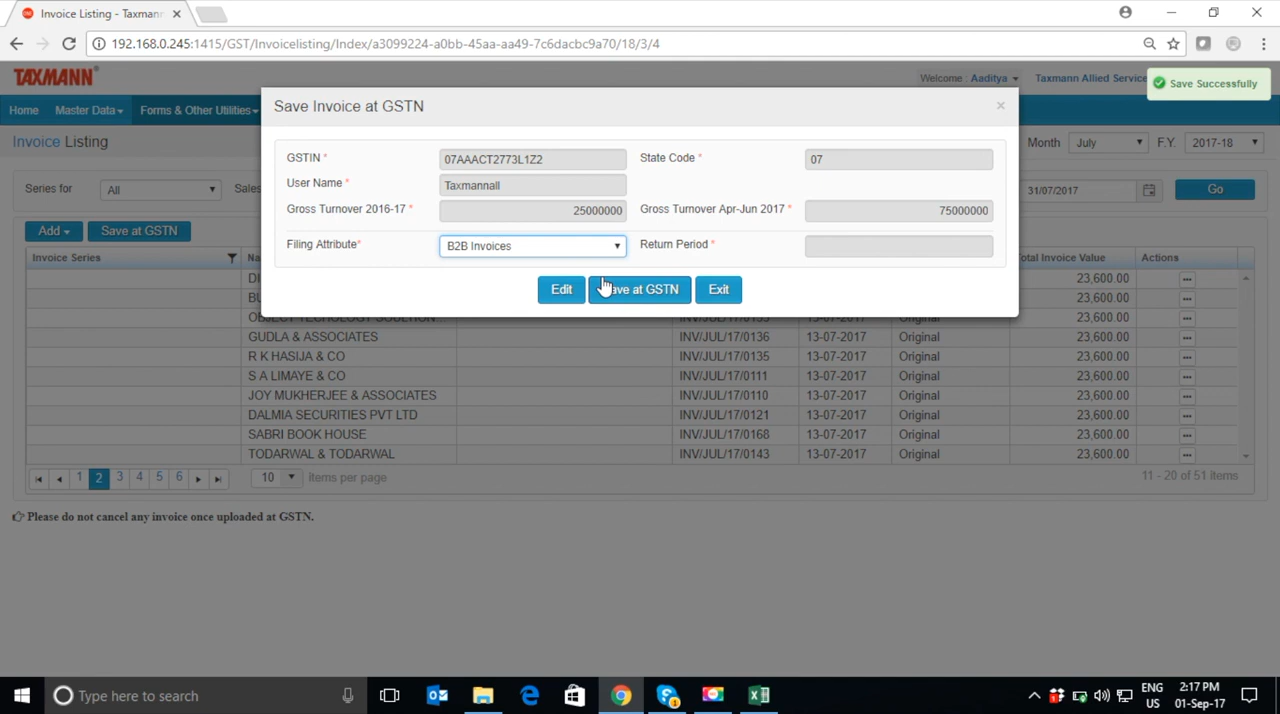 Invoice Listing - Taxmann
192.168.0.245:1415/GST/Invoicelisting/Index/a3099224-a0bb-45aa-aa49-7c6dacbc9a70/18/3/4
TAXMANN
Welcome : Aaditya
Taxmann Allied Service
Save Successfully
Home Master Data Forms & Other Utilities
Save Invoice at GSTN
×
Invoice Listing
Month July F.Y. 2017-18
GSTIN * 07AAACT2773L1Z2 State Code * 07
User Name * Taxmannall
Gross Turnover 2016-17 * 25000000 Gross Turnover Apr-Jun 2017 * 75000000
Filing Attribute* B2B Invoices Return Period *
Edit at GSTN Exit
Series for All 31/07/2017 Go
Add Save at GSTN
Invoice Series Invoice Value Actions
23,600.00
23,600.00
23,600.00
GUDLA & ASSOCIATES INV/JUL/17/0136 13-07-2017 Original 23,600.00
R K HASIJA & CO INV/JUL/17/0135 13-07-2017 Original 23,600.00
S A LIMAYE & CO INV/JUL/17/0111 13-07-2017 Original 23,600.00
JOY MUKHERJEE & ASSOCIATES INV/JUL/17/0110 13-07-2017 Original 23,600.00
DALMIA SECURITIES PVT LTD INV/JUL/17/0121 13-07-2017 Original 23,600.00
SABRI BOOK HOUSE INV/JUL/17/0168 13-07-2017 Original 23,600.00
TODARWAL & TODARWAL INV/JUL/17/0143 13-07-2017 Original 23,600.00
1 2 3 4 5 6 10 Items per page 11 - 20 of 51 items
Please do not cancel any invoice once uploaded at GSTN.
Type here to search
ENG
US
2:17 PM
01-Sep-17